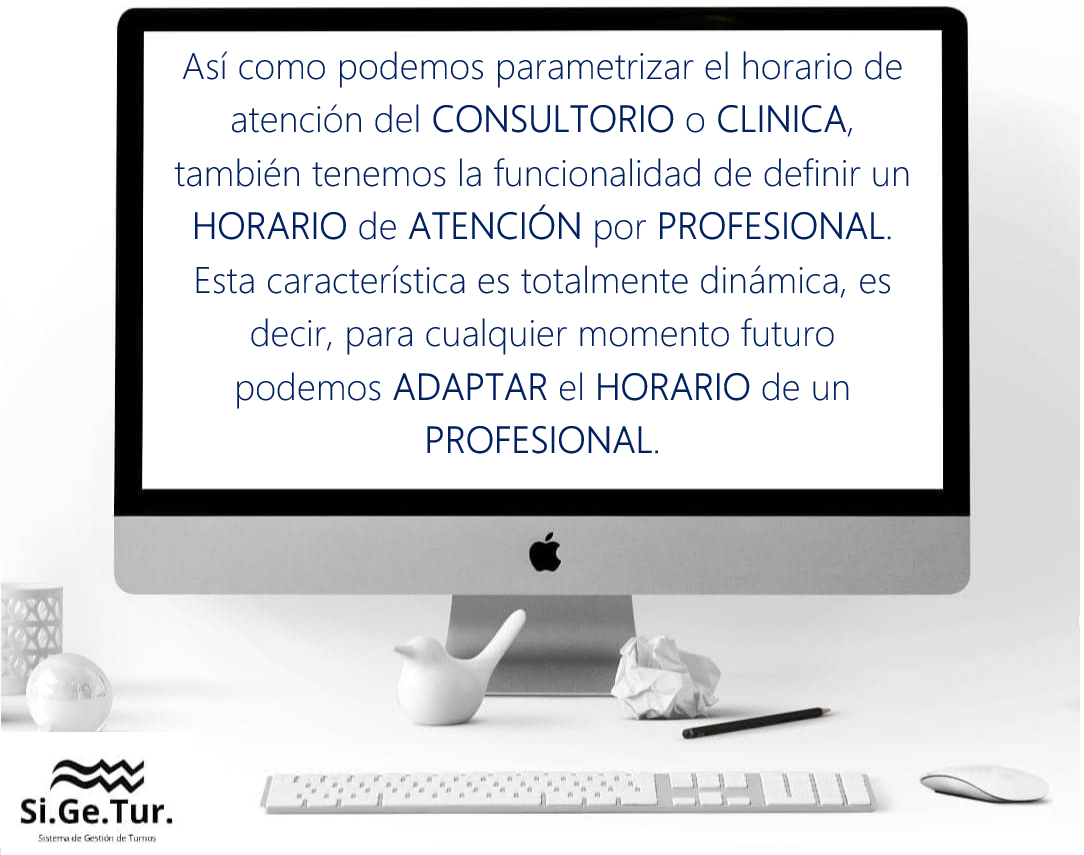 Así como podemos parametrizar el horario de
atención del CONSULTORIO o CLINICA,
también tenemos la funcionalidad de definir un
HORARIO de ATENCIÓN por PROFESIONAL.
Esta característica es totalmente dinámica, es
decir, para cualquier momento futuro
podemos ADAPTAR el HORARIO de un
PROFESIONAL.
Si.Ge.Tur.
Sistema de Gestión de Turnos